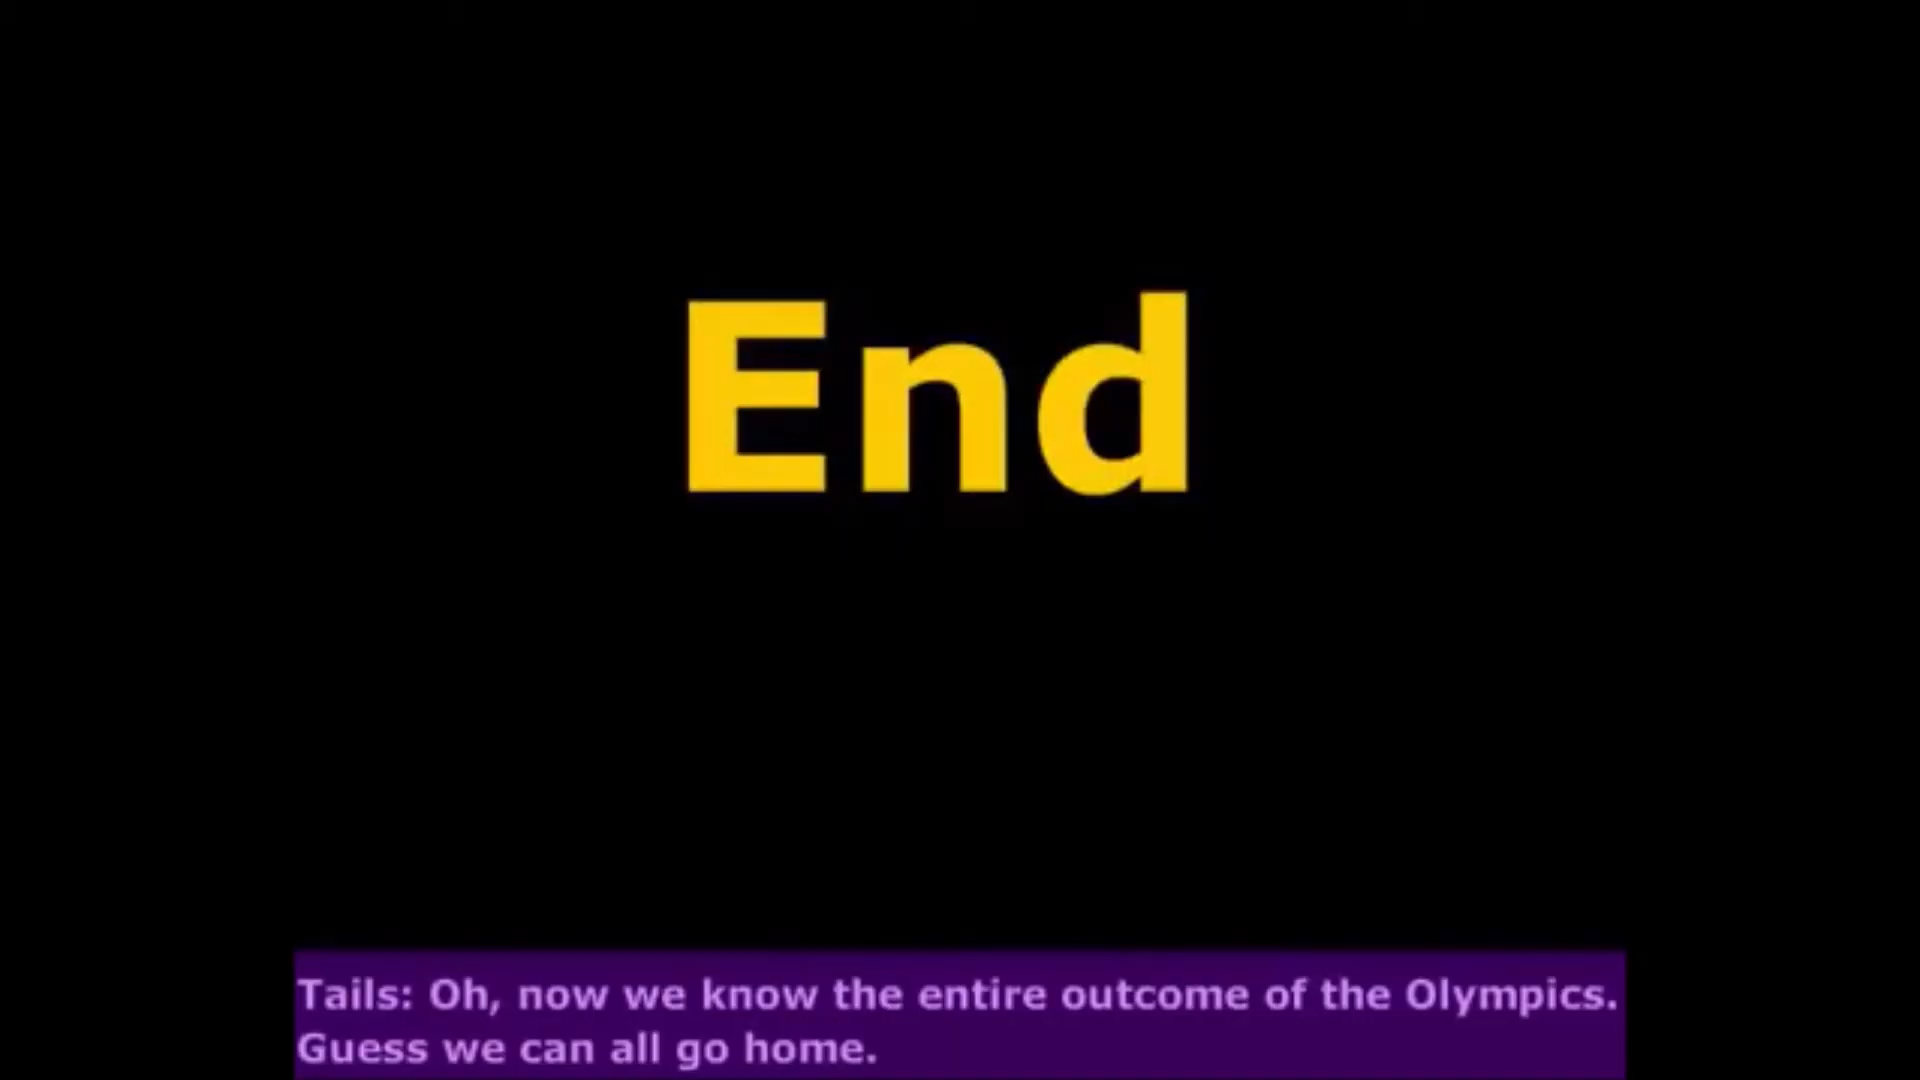 End
Tails: Oh, now we know the entire outcome of the Olympics.
Guess we can all go home.